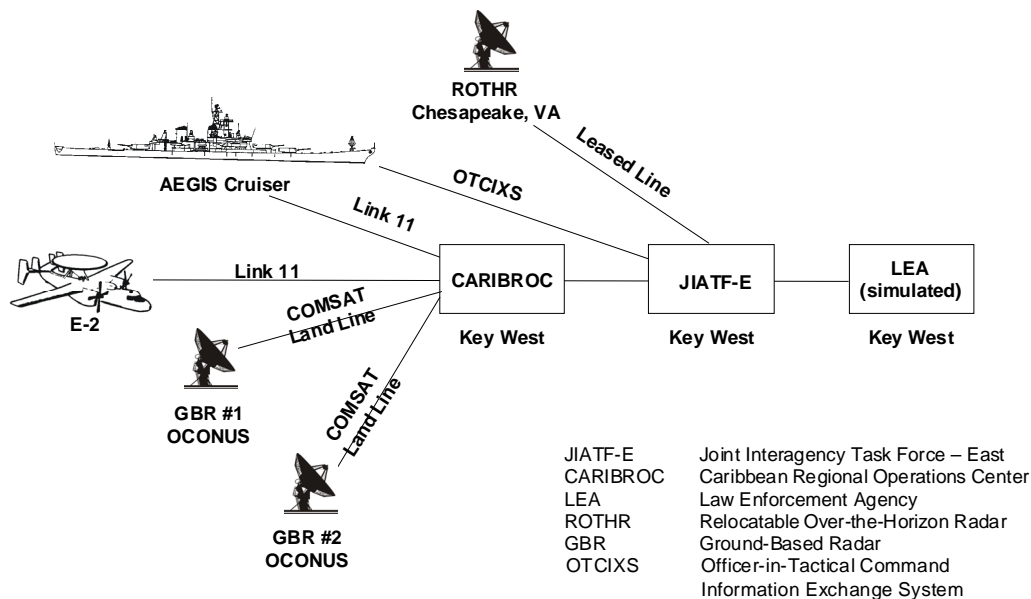 ROTHR
Chesapeake, VA
Leased Line
AEGIS Cruiser
OTCIXS
Link 11
E-2
Link 11
CARIBROC
JIATF-E
LEA
(simulated)
Key West
Key West
Key West
COMSAT
Land Line
GBR #1
OCONUS
COMSAT
Land Line
GBR #2
OCONUS
JIATF-E Joint Interagency Task Force – East
CARIBROC Caribbean Regional Operations Center
LEA Law Enforcement Agency
ROTHR Relocatable Over-the-Horizon Radar
GBR Ground-Based Radar
OTCIXS Officer-in-Tactical Command
Information Exchange System